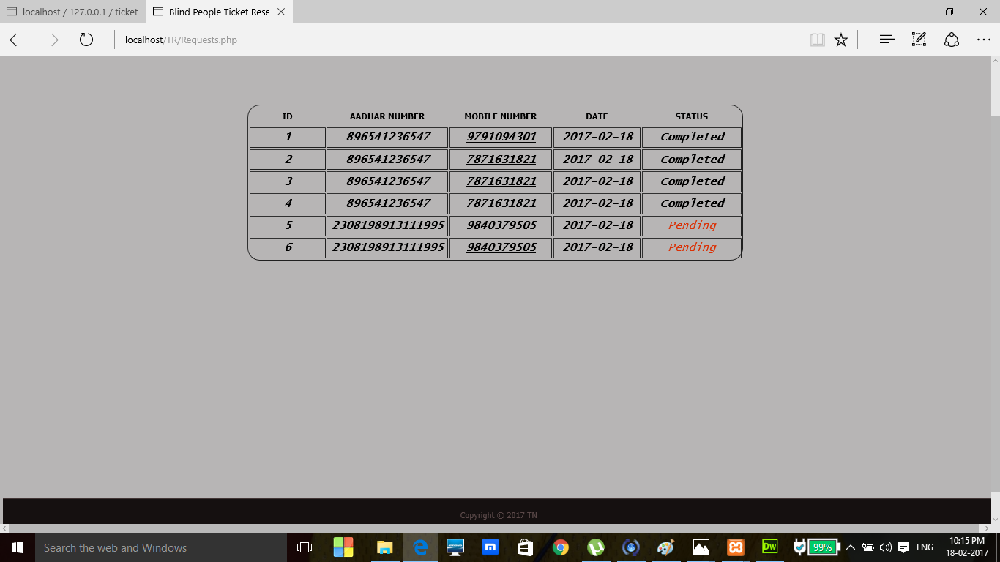 localhost / 127.0.0.1 / ticket
Blind People Ticket Rese
localhost/TR/Requests.php
ID AADHAR NUMBER MOBILE NUMBER DATE STATUS
1 896541236547 9791094301 2017-02-18 Completed
2 896541236547 7871631821 2017-02-18 Completed
3 896541236547 7871631821 2017-02-18 Completed
4 896541236547 7871631821 2017-02-18 Completed
5 2308198913111995 9840379505 2017-02-18 Pending
6 2308198913111995 9840379505 2017-02-18 Pending
Copyright © 2017 TN
Search the web and Windows
Dw
99%
ENG
10:15 PM
18-02-2017